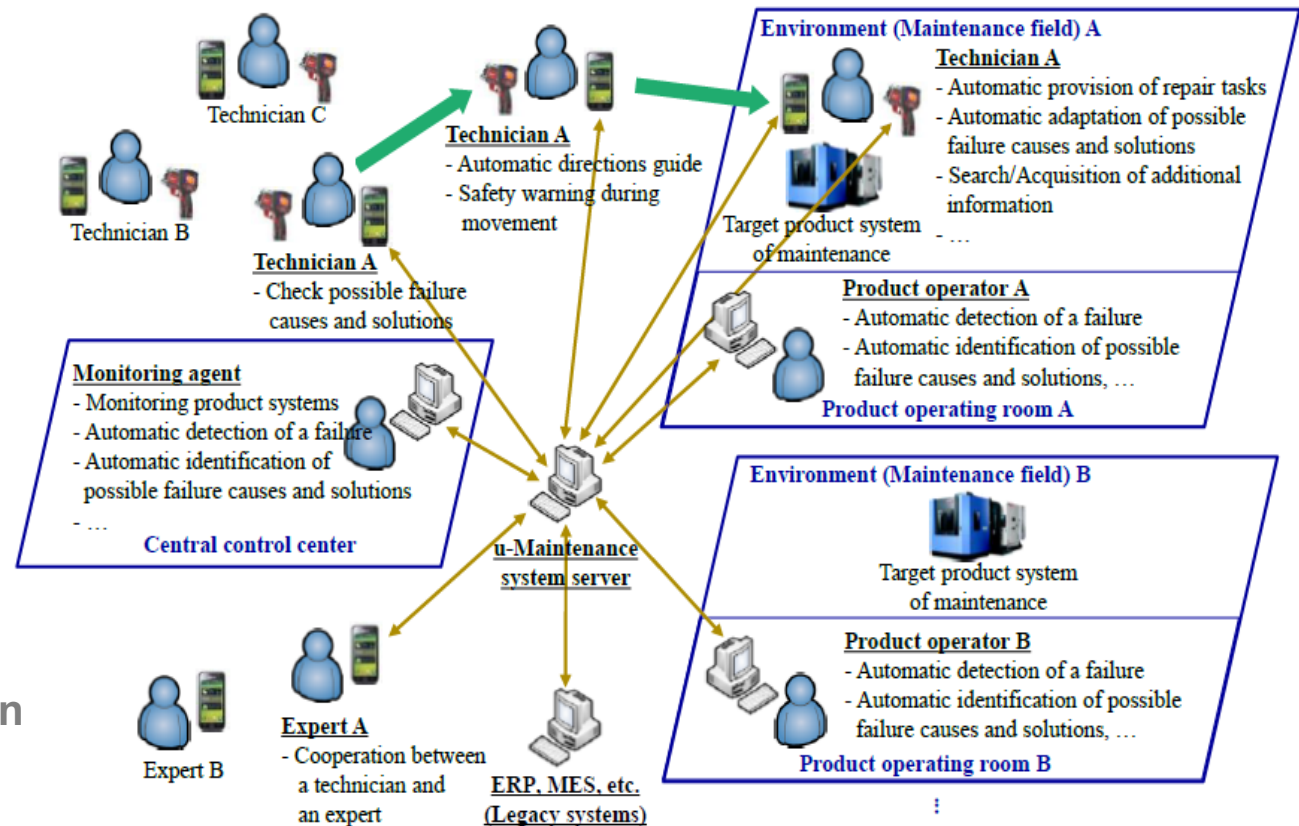 Technician C
Technician B
Technician A
- Check possible failure
causes and solutions
Technician A
- Automatic directions guide
- Safety warning during
movement
Environment (Maintenance field) A
Technician A
- Automatic provision of repair tasks
- Automatic adaptation of possible
failure causes and solutions
- Search/Acquisition of additional
information
- …
Target product system
of maintenance
Product operator A
- Automatic detection of a failure
- Automatic identification of possible
failure causes and solutions, …
Product operating room A
Monitoring agent
- Monitoring product systems
- Automatic detection of a failure
- Automatic identification of
possible failure causes and solutions
- …
Central control center
u-Maintenance
system server
Environment (Maintenance field) B
Target product system
of maintenance
Product operator B
- Automatic detection of a failure
- Automatic identification of possible
failure causes and solutions, …
Product operating room B
⋮
n
Expert B
Expert A
- Cooperation between
a technician and
an expert
ERP, MES, etc.
(Legacy systems)